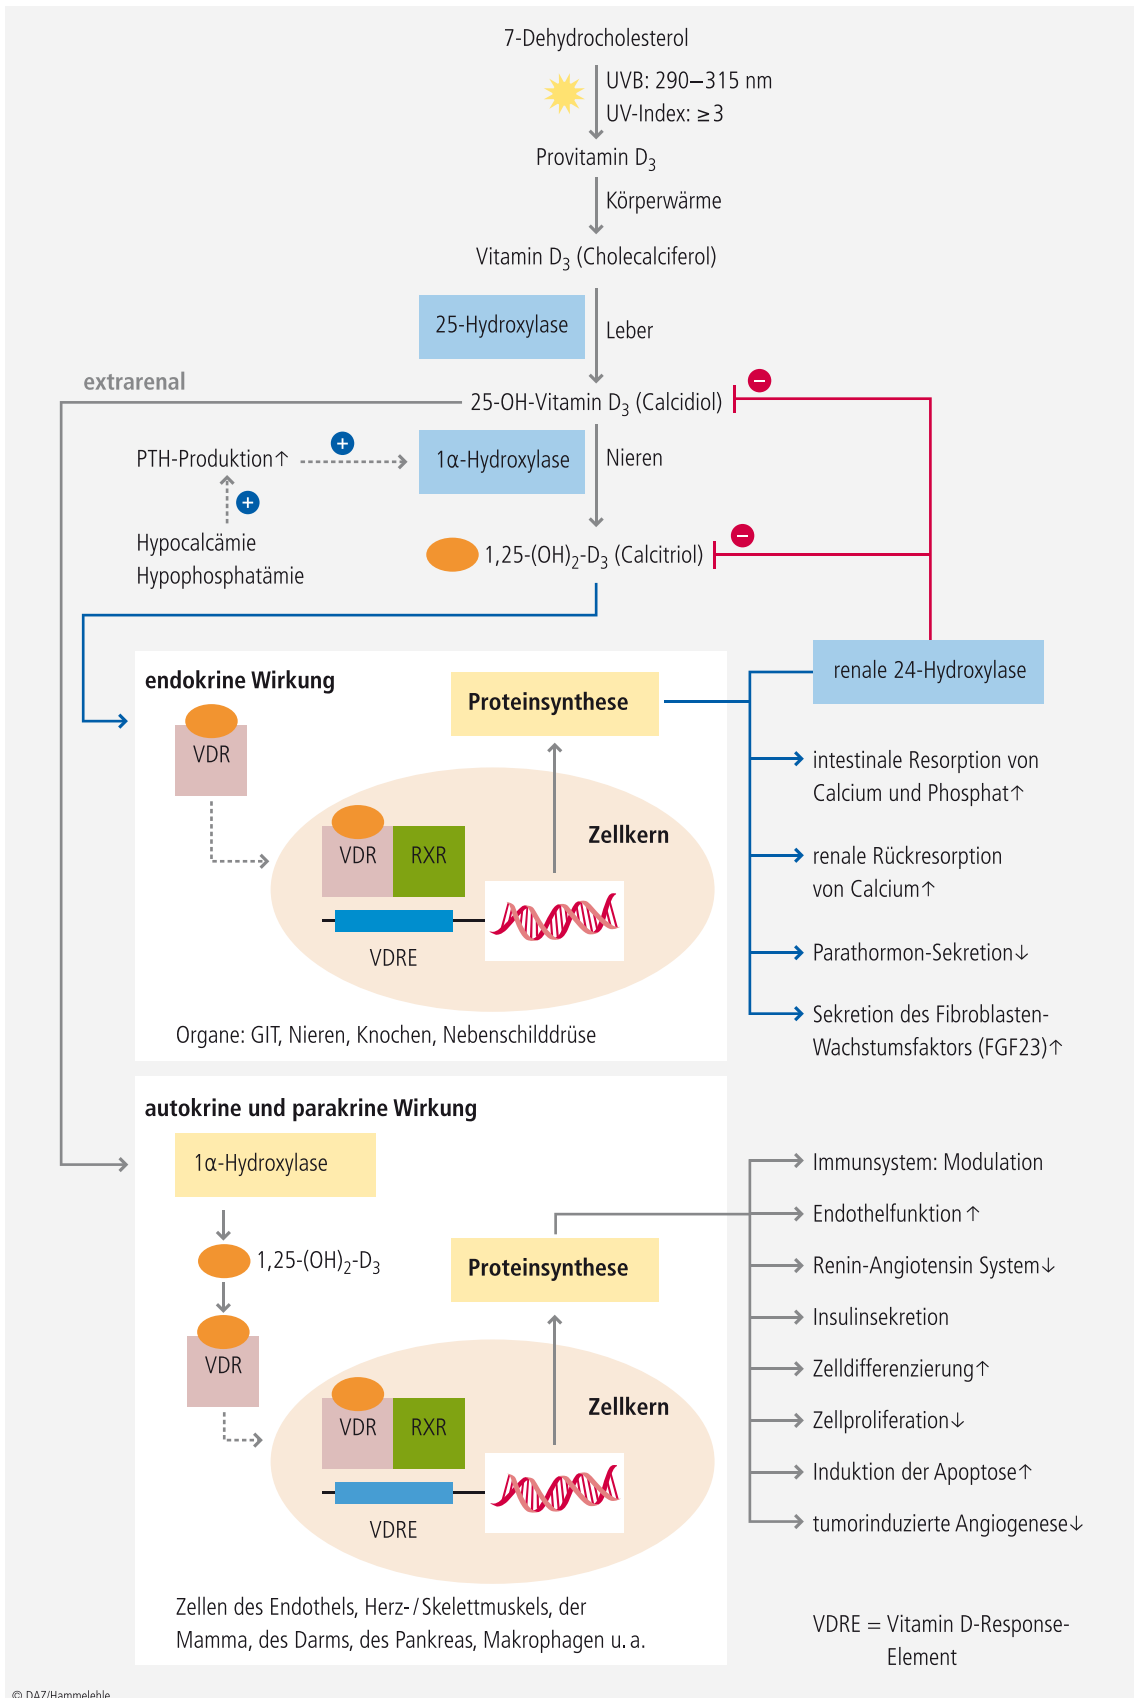 7-Dehydrocholesterol
UVB: 290–315 nm
UV-Index: ≥ 3
Provitamin D₃
Körperwärme
Vitamin D₃ (Cholecalciferol)
25-Hydroxylase
Leber
extrarenal
25-OH-Vitamin D₃ (Calcidiol)
−
+
PTH-Produktion↑
1α-Hydroxylase
Nieren
+
Hypocalcämie
Hypophosphatämie
1,25-(OH)₂-D₃ (Calcitriol)
−
endokrine Wirkung
VDR
Proteinsynthese
Zellkern
VDR
RXR
VDRE
Organe: GIT, Nieren, Knochen, Nebenschilddrüse
renale 24-Hydroxylase
intestinale Resorption von
Calcium und Phosphat↑
renale Rückresorption
von Calcium↑
Parathormon-Sekretion↓
Sekretion des Fibroblasten-
Wachstumsfaktors (FGF23)↑
autokrine und parakrine Wirkung
1α-Hydroxylase
1,25-(OH)₂-D₃
VDR
Proteinsynthese
Zellkern
VDR
RXR
VDRE
Zellen des Endothels, Herz-/Skelettmuskels, der
Mamma, des Darms, des Pankreas, Makrophagen u. a.
Immunsystem: Modulation
Endothelfunktion↑
Renin-Angiotensin System↓
Insulinsekretion
Zelldifferenzierung↑
Zellproliferation↓
Induktion der Apoptose↑
tumorinduzierte Angiogenese↓
VDRE = Vitamin D-Response-
Element
© DAZ/Hammelehle